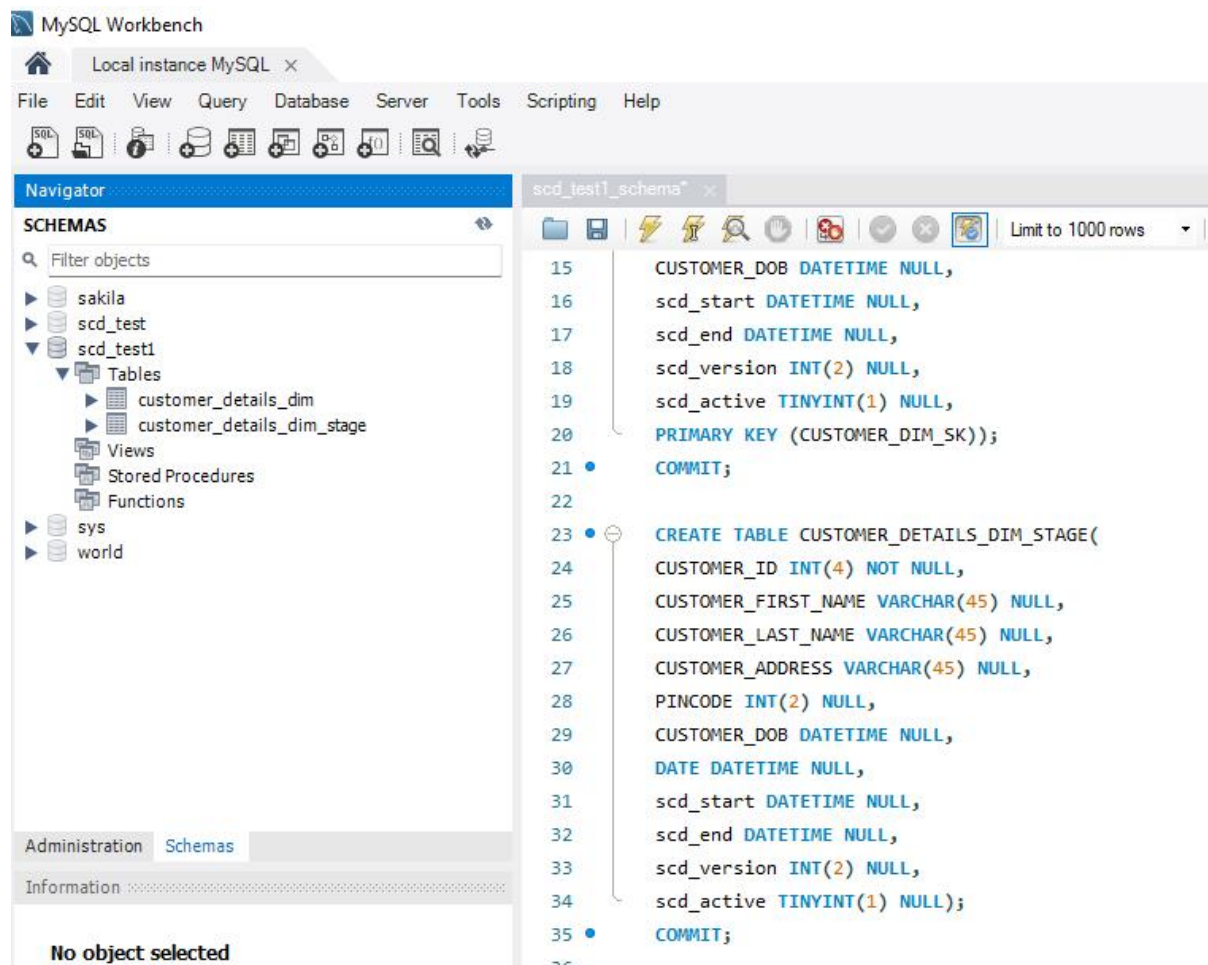 MySQL Workbench
Local instance MySQL ×
File Edit View Query Database Server Tools Scripting Help
Navigator
SCHEMAS
Filter objects
sakila
scd_test
scd_test1
Tables
customer_details_dim
customer_details_dim_stage
Views
Stored Procedures
Functions
sys
world
Administration Schemas
Information
No object selected
scd_test1_schema* ×
Limit to 1000 rows
15 CUSTOMER_DOB DATETIME NULL,
16 scd_start DATETIME NULL,
17 scd_end DATETIME NULL,
18 scd_version INT(2) NULL,
19 scd_active TINYINT(1) NULL,
20 PRIMARY KEY (CUSTOMER_DIM_SK));
21 COMMIT;
22
23 CREATE TABLE CUSTOMER_DETAILS_DIM_STAGE(
24 CUSTOMER_ID INT(4) NOT NULL,
25 CUSTOMER_FIRST_NAME VARCHAR(45) NULL,
26 CUSTOMER_LAST_NAME VARCHAR(45) NULL,
27 CUSTOMER_ADDRESS VARCHAR(45) NULL,
28 PINCODE INT(2) NULL,
29 CUSTOMER_DOB DATETIME NULL,
30 DATE DATETIME NULL,
31 scd_start DATETIME NULL,
32 scd_end DATETIME NULL,
33 scd_version INT(2) NULL,
34 scd_active TINYINT(1) NULL);
35 COMMIT;